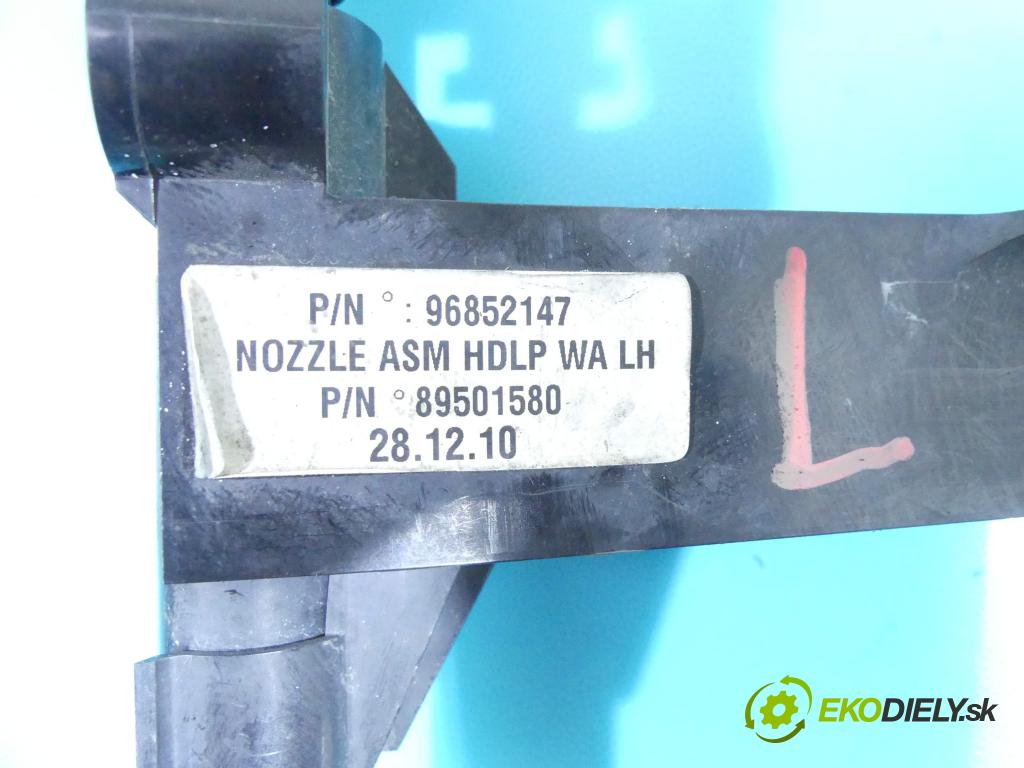 P/N ° : 96852147
NOZZLE ASM HDLP WA LH
P/N ° 89501580
28.12.10
L
EKODIELY.sk